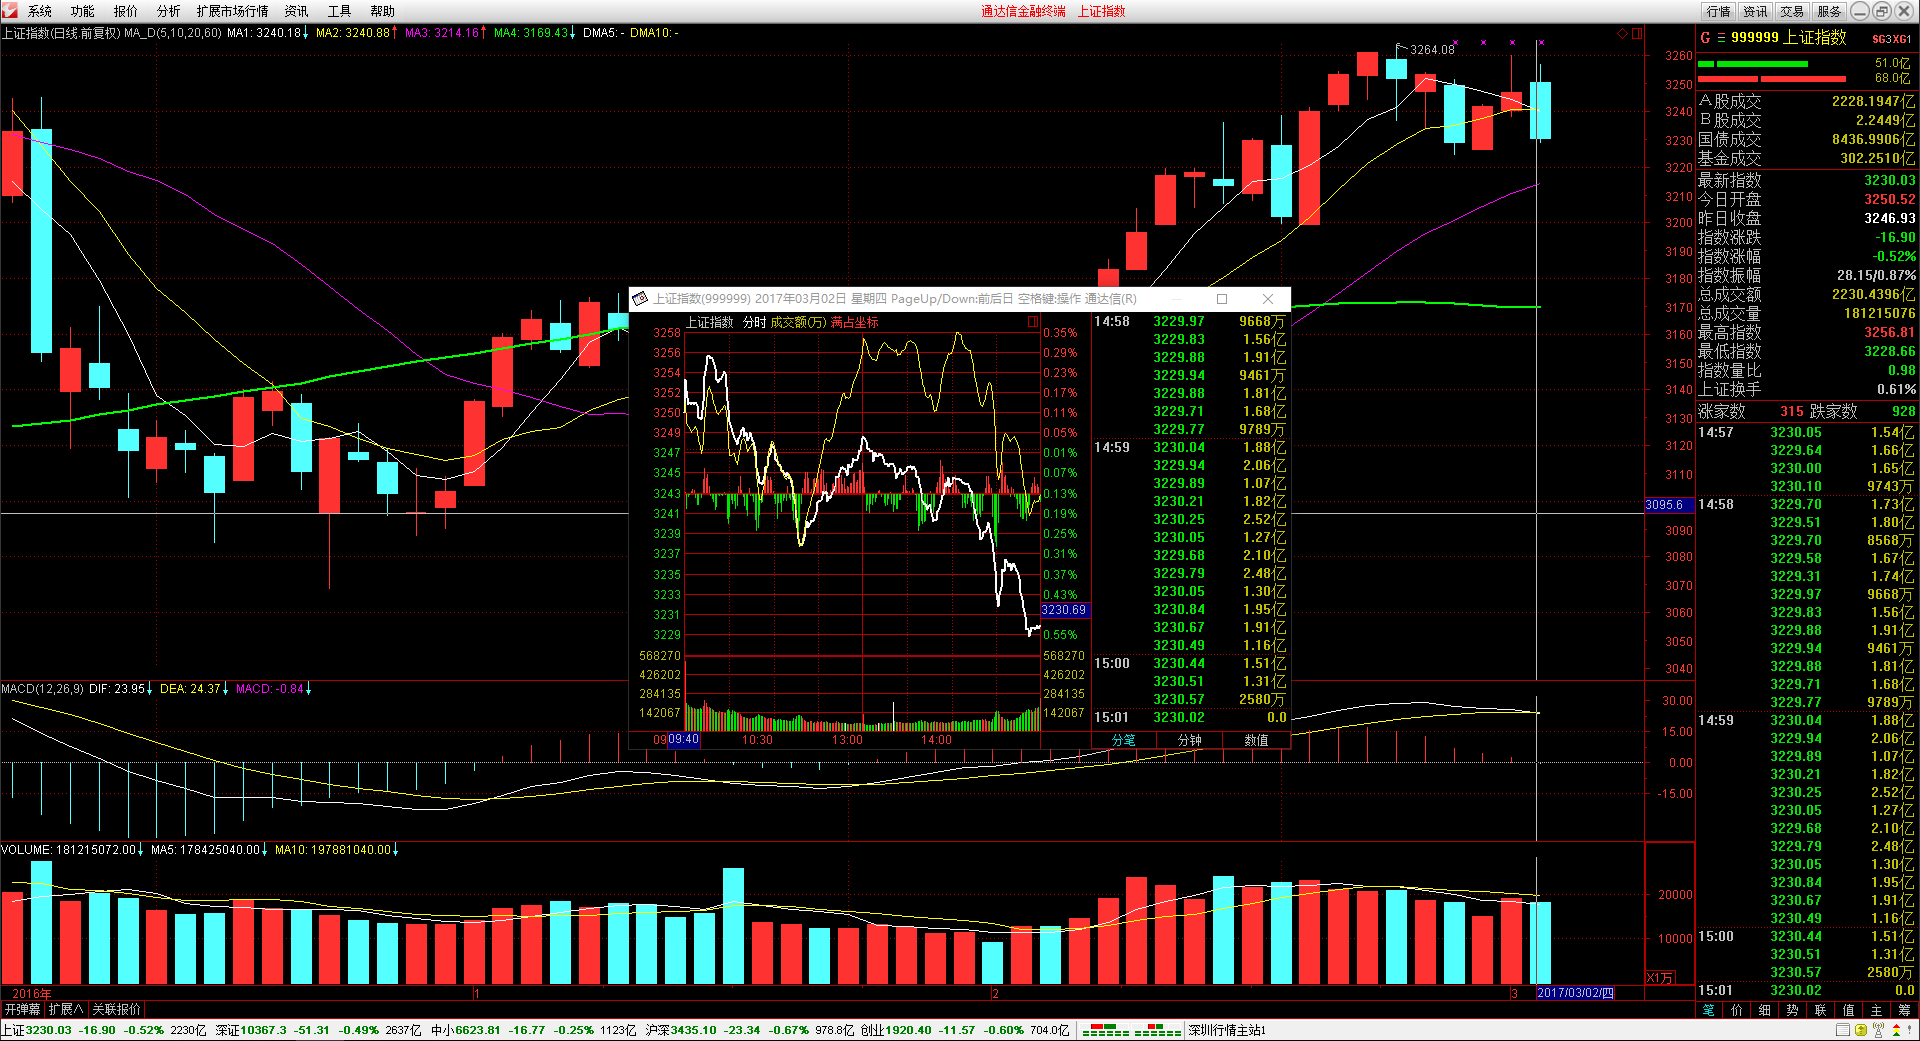 系统 功能 报价 分析 扩展市场行情 资讯 工具 帮助 通达信金融终端 上证指数 行情 资讯 交易 服务
上证指数(日线.前复权) MA_D(5,10,20,60) MA1: 3240.18↓ MA2: 3240.88↑ MA3: 3214.16↑ MA4: 3169.43↓ DMA5: - DMA10: -
3264.08
3260
3250
3240
3230
3220
3210
3200
3190
3180
3170
3160
3150
3140
3130
3120
3110
3095.6
3090
3080
3070
3060
3050
3040
上证指数(999999) 2017年03月02日 星期四 PageUp/Down:前后日 空格键:操作 通达信(R)
上证指数 分时 成交额(万) 满占坐标
3258 0.35%
3256 0.29%
3254 0.23%
3252 0.17%
3250 0.11%
3249 0.05%
3247 0.01%
3245 0.07%
3243 0.13%
3241 0.19%
3239 0.25%
3237 0.31%
3235 0.37%
3233 0.43%
3231 3230.69
3229 0.55%
568270 568270
426202 426202
284135 284135
142067 142067
09:40 10:30 13:00 14:00
14:58 3229.97 9668万
3229.83 1.56亿
3229.88 1.91亿
3229.94 9461万
3229.88 1.81亿
3229.71 1.68亿
3229.77 9789万
14:59 3230.04 1.88亿
3229.94 2.06亿
3229.89 1.07亿
3230.21 1.82亿
3230.25 2.52亿
3230.05 1.27亿
3229.68 2.10亿
3229.79 2.48亿
3230.05 1.30亿
3230.84 1.95亿
3230.67 1.91亿
3230.49 1.16亿
15:00 3230.44 1.51亿
3230.51 1.31亿
3230.57 2580万
15:01 3230.02 0.0
分笔 分钟 数值
MACD(12,26,9) DIF: 23.95↓ DEA: 24.37↓ MACD: -0.84↓
30.00
15.00
0.00
-15.00
VOLUME: 181215072.00↓ MA5: 178425040.00↓ MA10: 197881040.00↓
20000
10000
X1万
2016年 1 2 3 2017/03/02/四
开弹幕 扩展∧ 关联报价
G 三 999999 上证指数 SG3XG1
51.0亿
68.0亿
A股成交 2228.1947亿
B股成交 2.2449亿
国债成交 8436.9906亿
基金成交 302.2510亿
最新指数 3230.03
今日开盘 3250.52
昨日收盘 3246.93
指数涨跌 -16.90
指数涨幅 -0.52%
指数振幅 28.15/0.87%
总成交额 2230.4396亿
总成交量 181215076
最高指数 3256.81
最低指数 3228.66
指数量比 0.98
上证换手 0.61%
涨家数 315 跌家数 928
14:57 3230.05 1.54亿
3229.64 1.66亿
3230.00 1.65亿
3230.10 9743万
14:58 3229.70 1.73亿
3229.51 1.80亿
3229.70 8568万
3229.58 1.67亿
3229.31 1.74亿
3229.97 9668万
3229.83 1.56亿
3229.88 1.91亿
3229.94 9461万
3229.88 1.81亿
3229.71 1.68亿
3229.77 9789万
14:59 3230.04 1.88亿
3229.94 2.06亿
3229.89 1.07亿
3230.21 1.82亿
3230.25 2.52亿
3230.05 1.27亿
3229.68 2.10亿
3229.79 2.48亿
3230.05 1.30亿
3230.84 1.95亿
3230.67 1.91亿
3230.49 1.16亿
15:00 3230.44 1.51亿
3230.51 1.31亿
3230.57 2580万
15:01 3230.02 0.0
笔 价 细 势 联 值 主 筹
上证3230.03 -16.90 -0.52% 2230亿 深证10367.3 -51.31 -0.49% 2637亿 中小6623.81 -16.77 -0.25% 1123亿 沪深3435.10 -23.34 -0.67% 978.8亿 创业1920.40 -11.57 -0.60% 704.0亿 深圳行情主站1